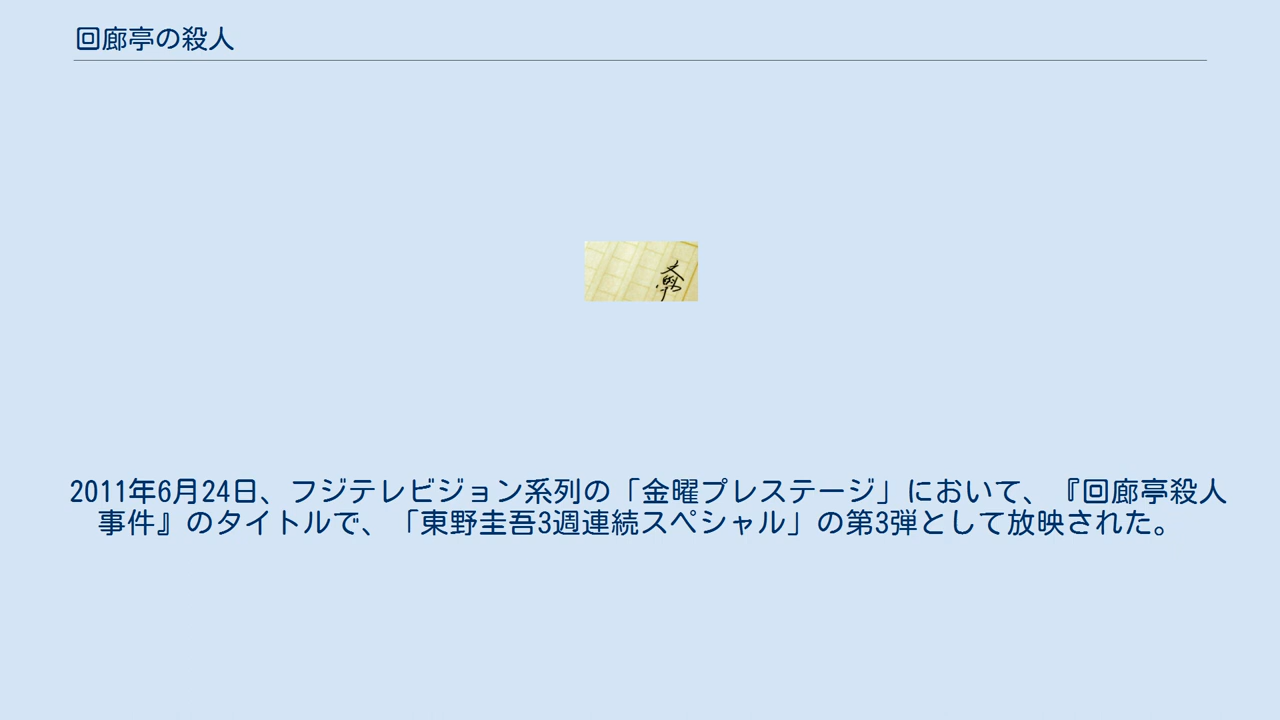 回廊亭の殺人
2011年6月24日、フジテレビジョン系列の「金曜プレステージ」において、『回廊亭殺人
事件』のタイトルで、「東野圭吾3週連続スペシャル」の第3弾として放映された。